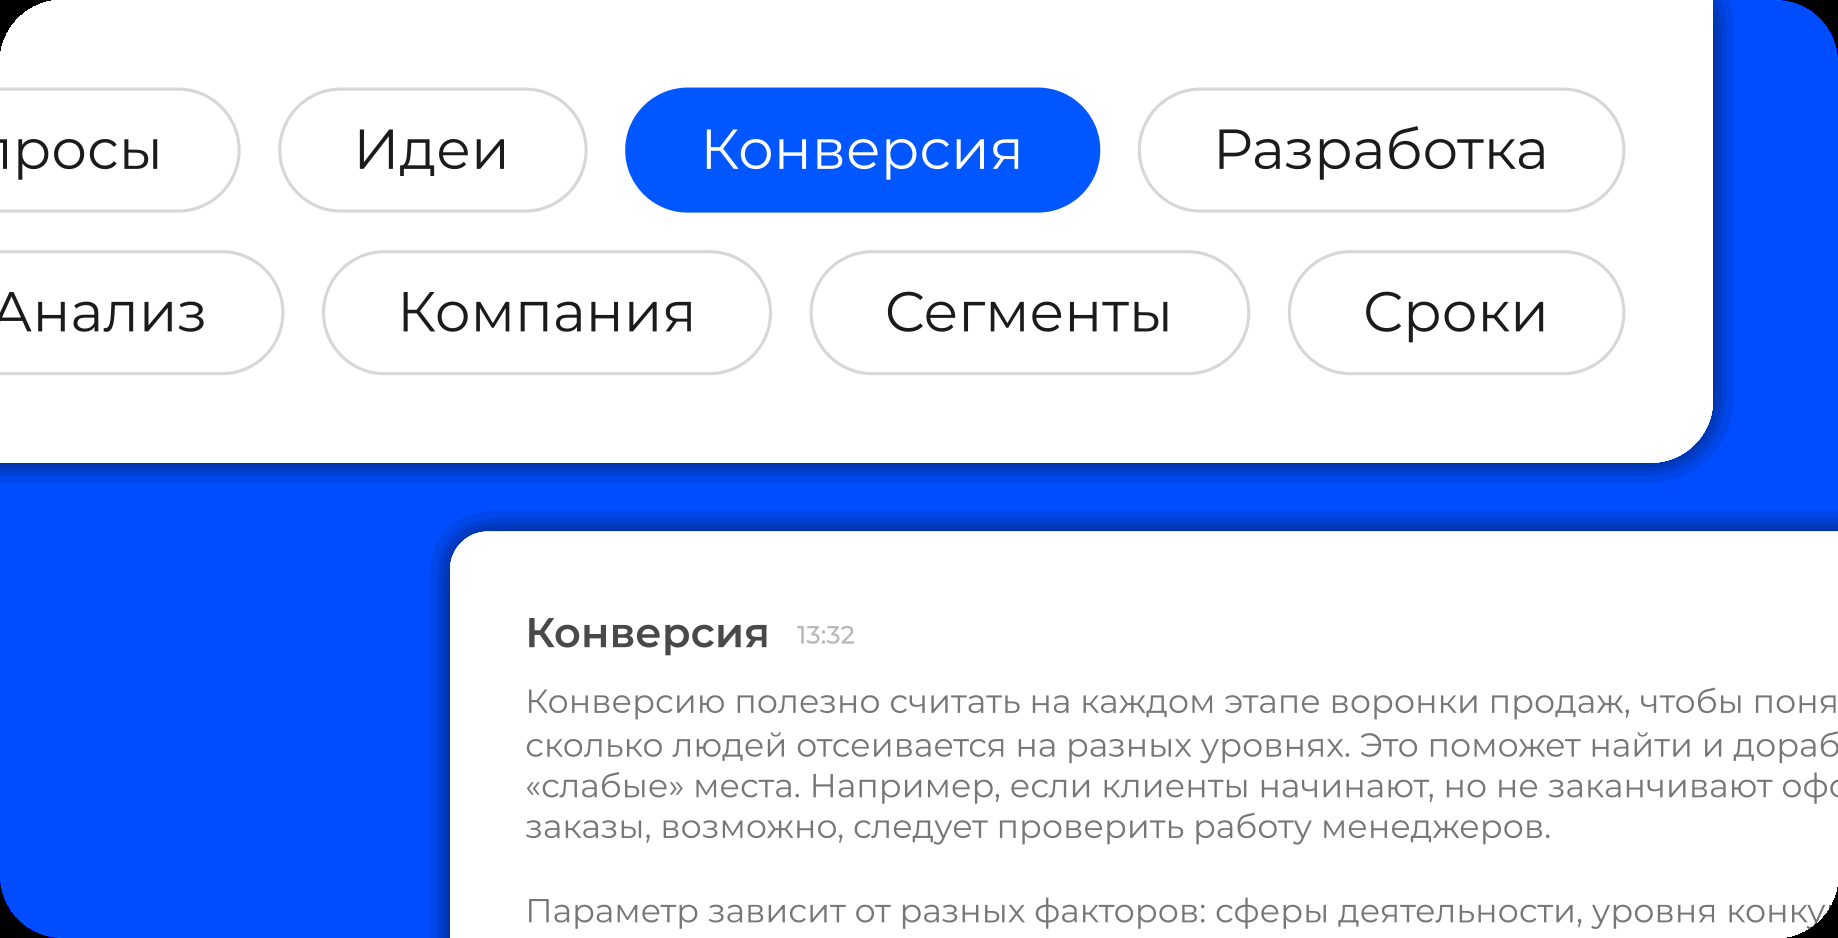 Идеи Конверсия Разработка
Анализ Компания Сегменты Сроки
Конверсия 13:32
Конверсию полезно считать на каждом этапе воронки продаж, чтобы
сколько людей отсеивается на разных уровнях. Это поможет найти и
«слабые» места. Например, если клиенты начинают, но не заканчивают
заказы, возможно, следует проверить работу менеджеров.
Параметр зависит от разных факторов: сферы деятельности, уровня